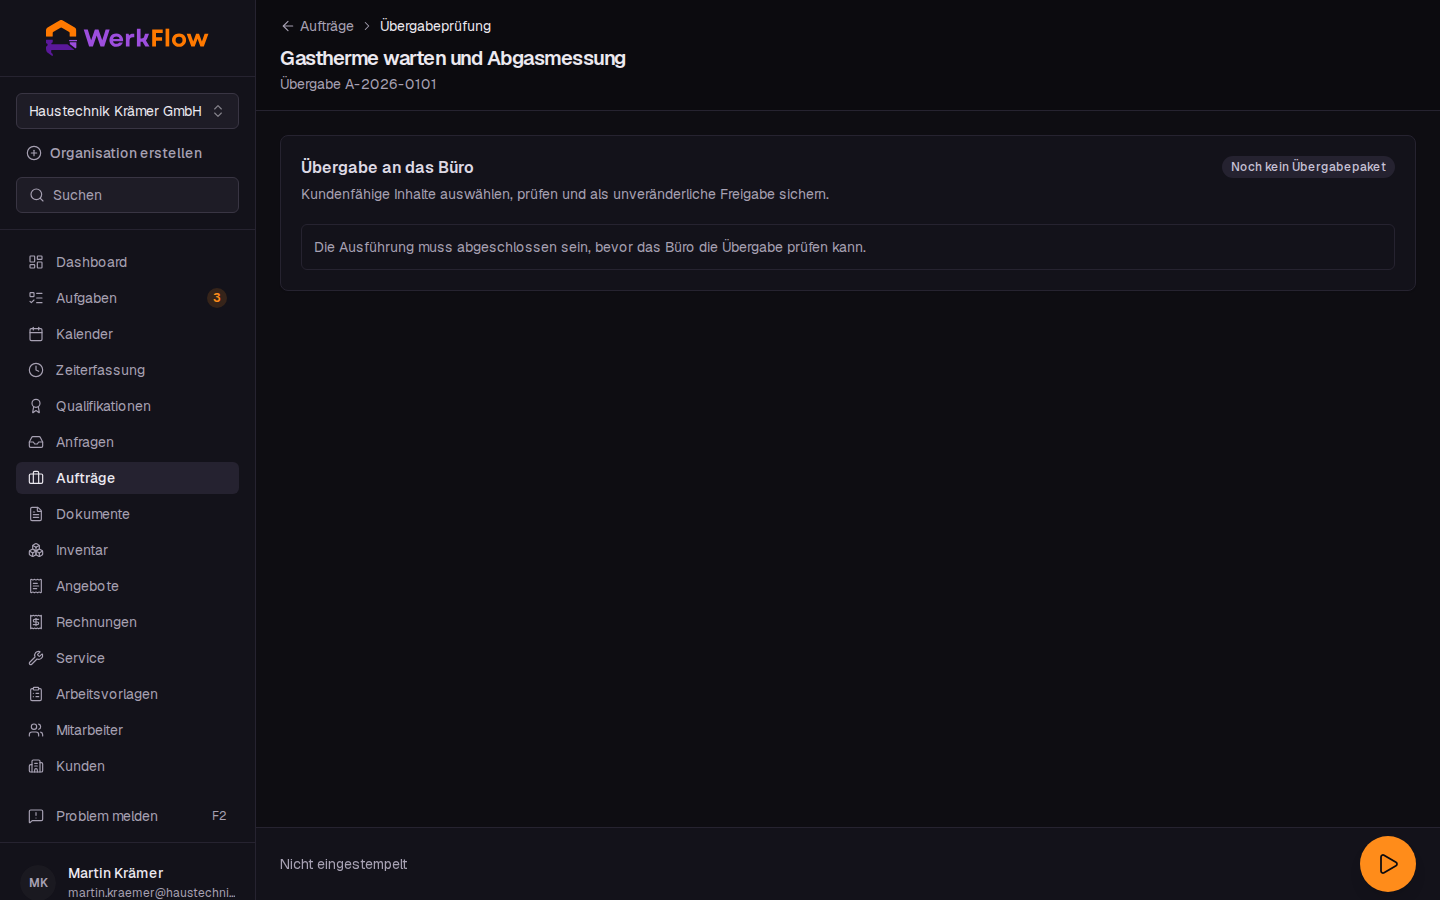 WerkFlow
Haustechnik Krämer GmbH
Organisation erstellen
Suchen
Dashboard
Aufgaben 3
Kalender
Zeiterfassung
Qualifikationen
Anfragen
Aufträge
Dokumente
Inventar
Angebote
Rechnungen
Service
Arbeitsvorlagen
Mitarbeiter
Kunden
Problem melden F2
MK
Martin Krämer
martin.kraemer@haustechni…
Aufträge > Übergabeprüfung
Gastherme warten und Abgasmessung
Übergabe A-2026-0101
Übergabe an das Büro
Noch kein Übergabepaket
Kundenfähige Inhalte auswählen, prüfen und als unveränderliche Freigabe sichern.
Die Ausführung muss abgeschlossen sein, bevor das Büro die Übergabe prüfen kann.
Nicht eingestempelt